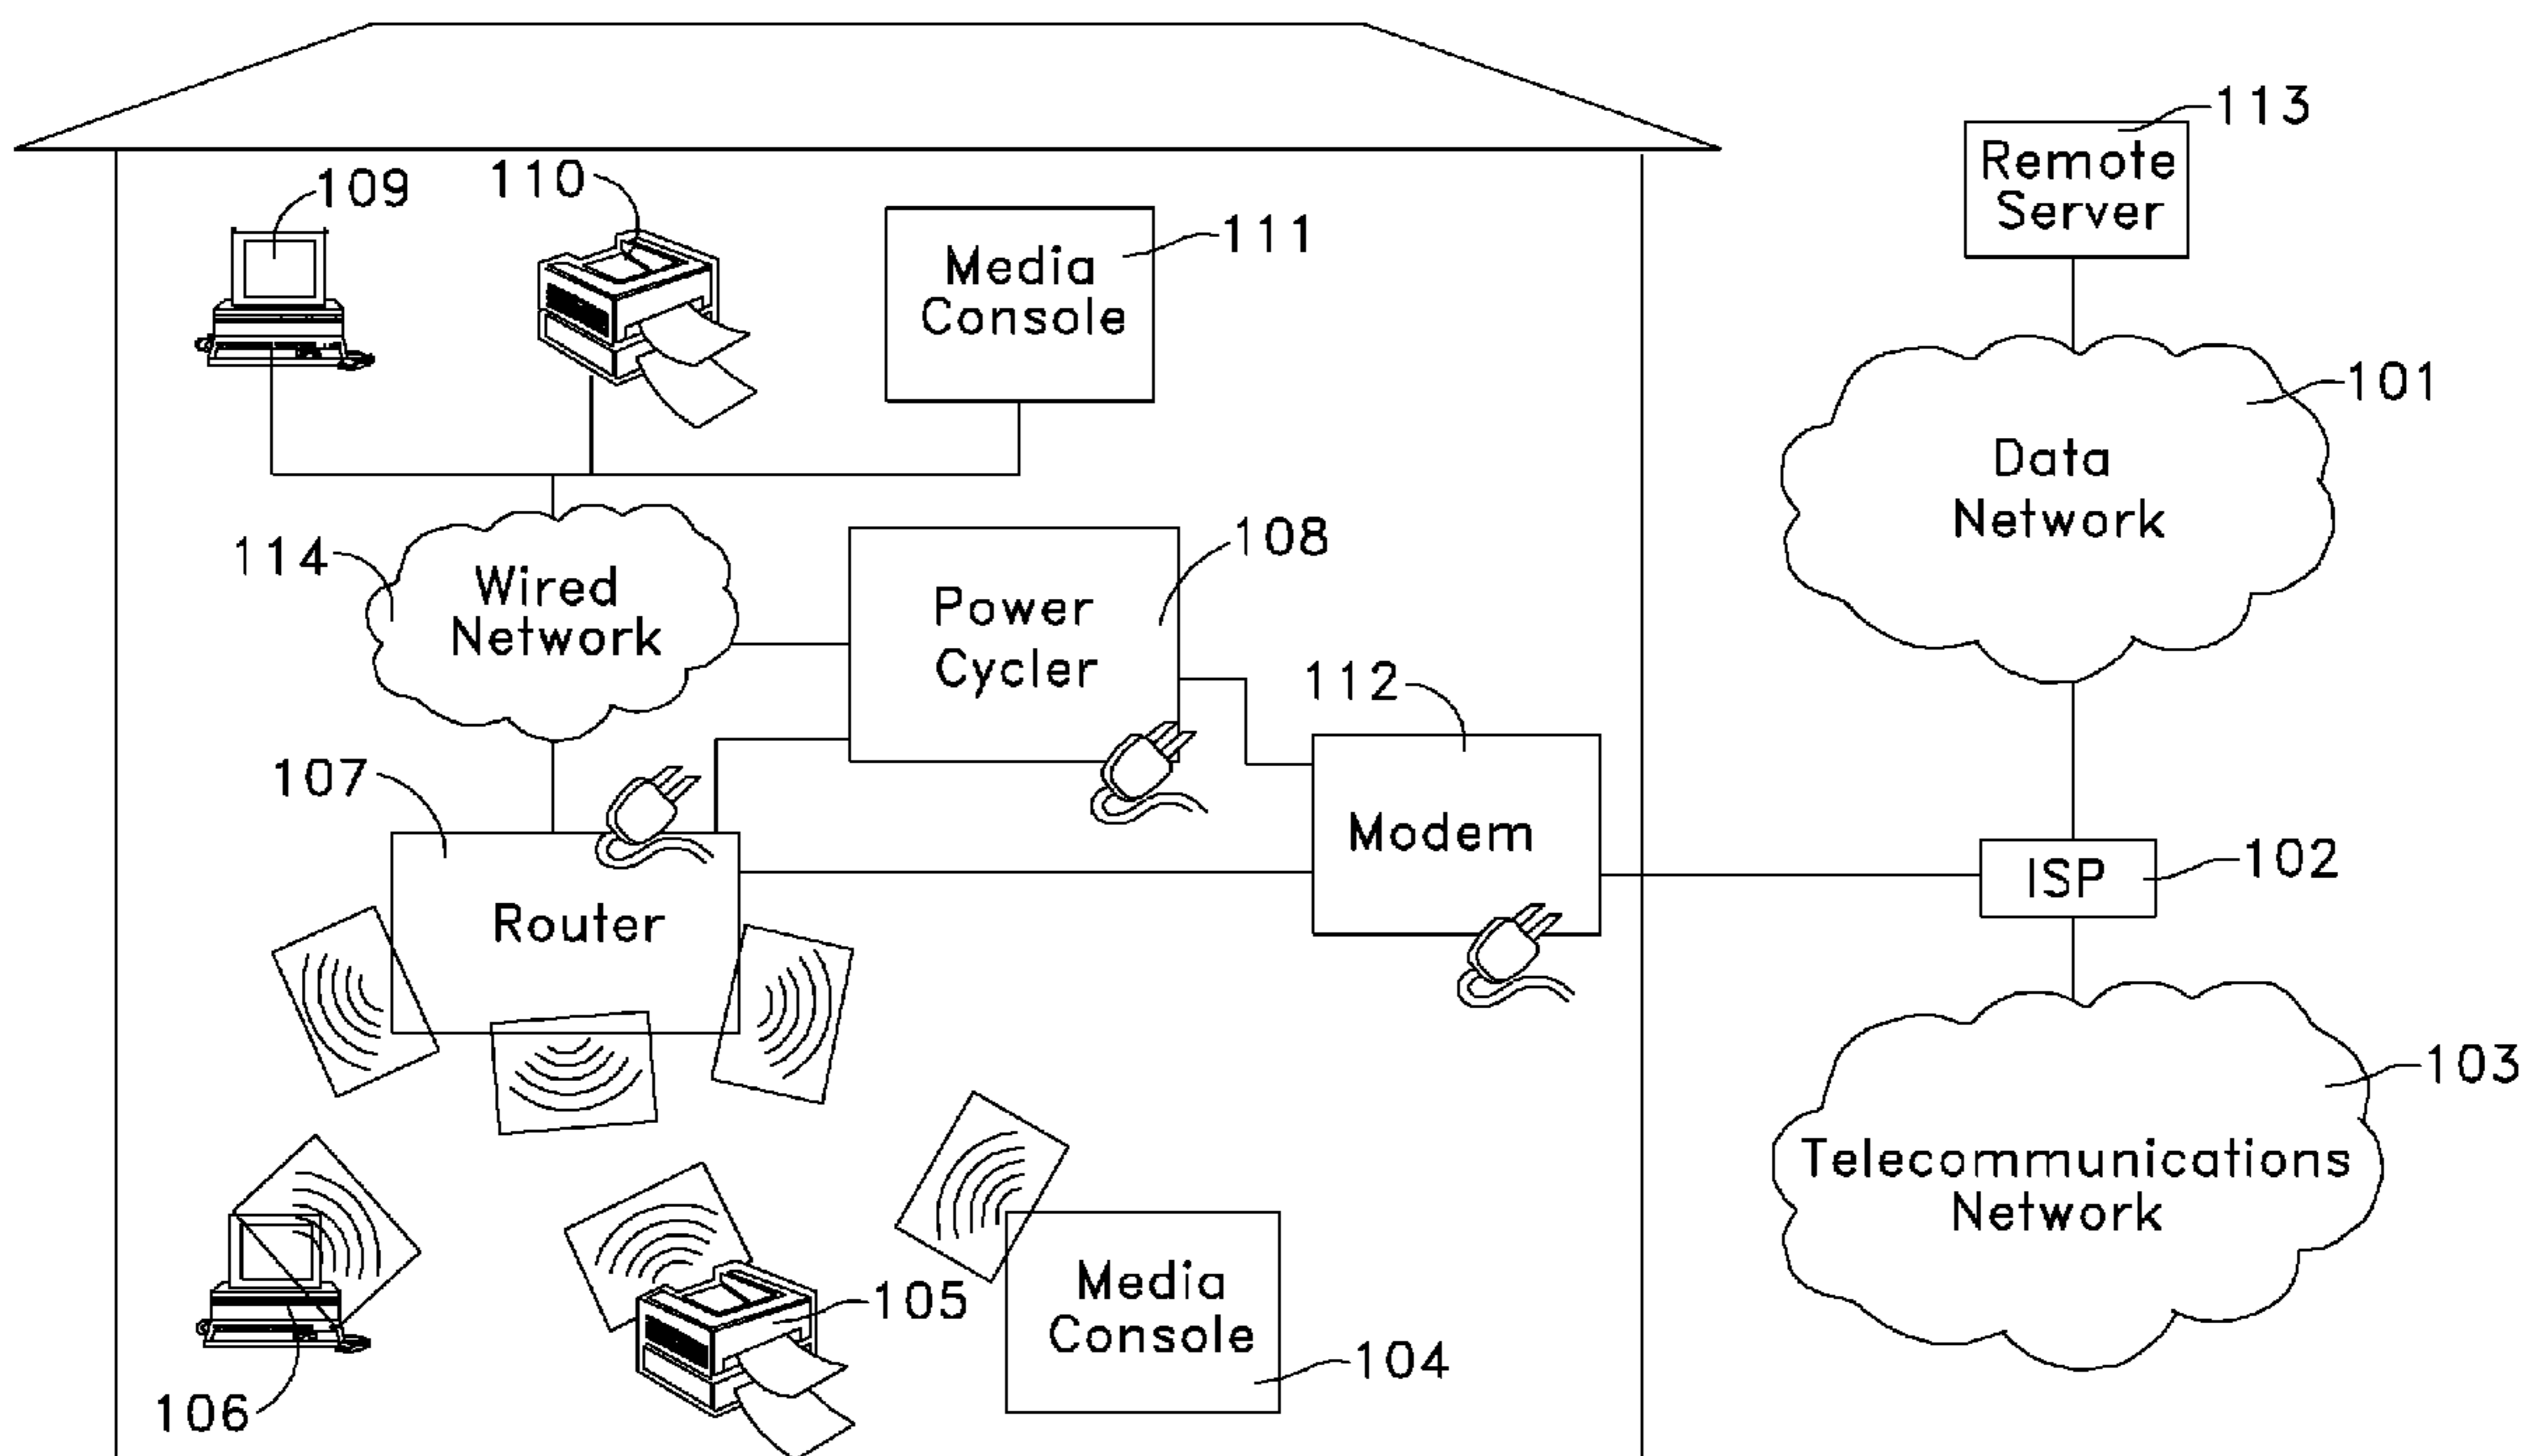 113
Remote
Server
109
110
Media
Console
111
101
Data
Network
114
Wired
Network
108
Power
Cycler
112
107
Modem
Router
ISP
102
103
Telecommunications
Network
105
Media
Console
104
106